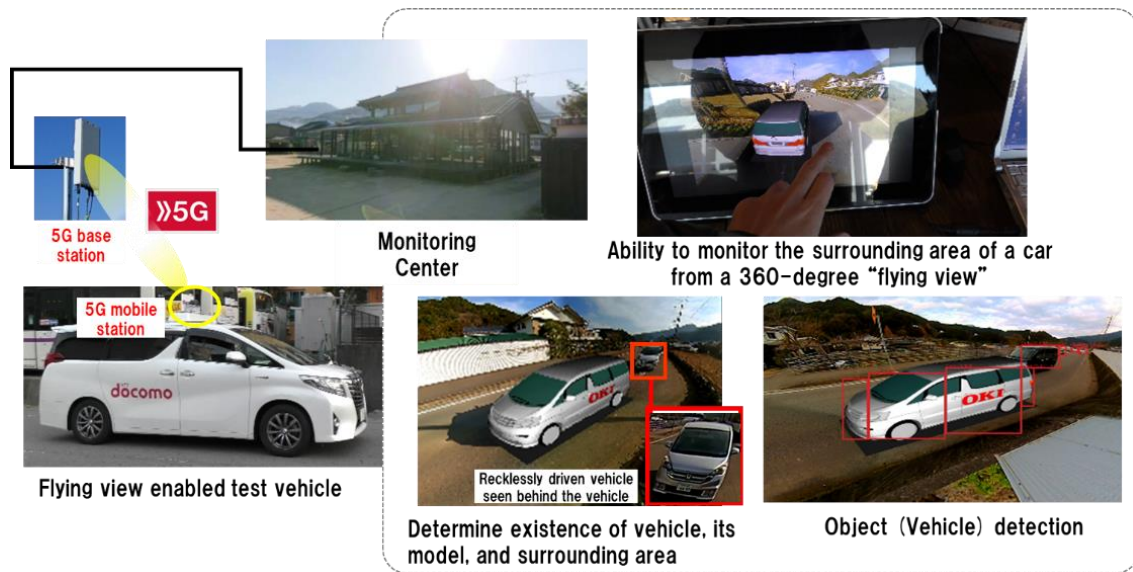 »5G
5G base
station
Monitoring
Center
Ability to monitor the surrounding area of a car
from a 360-degree “flying view”
5G mobile
station
döcomo
Flying view enabled test vehicle
OKI
Recklessly driven vehicle
seen behind the vehicle
Determine existence of vehicle, its
model, and surrounding area
OKI
Object (Vehicle) detection